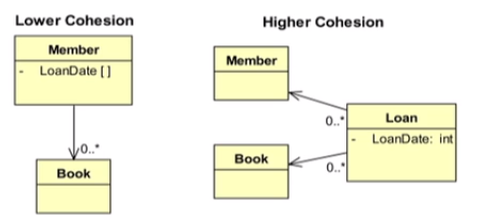 Lower Cohesion
Member
- LoanDate [ ]
0..*
Book
Higher Cohesion
Member
0..*
Loan
- LoanDate: int
Book
0..*